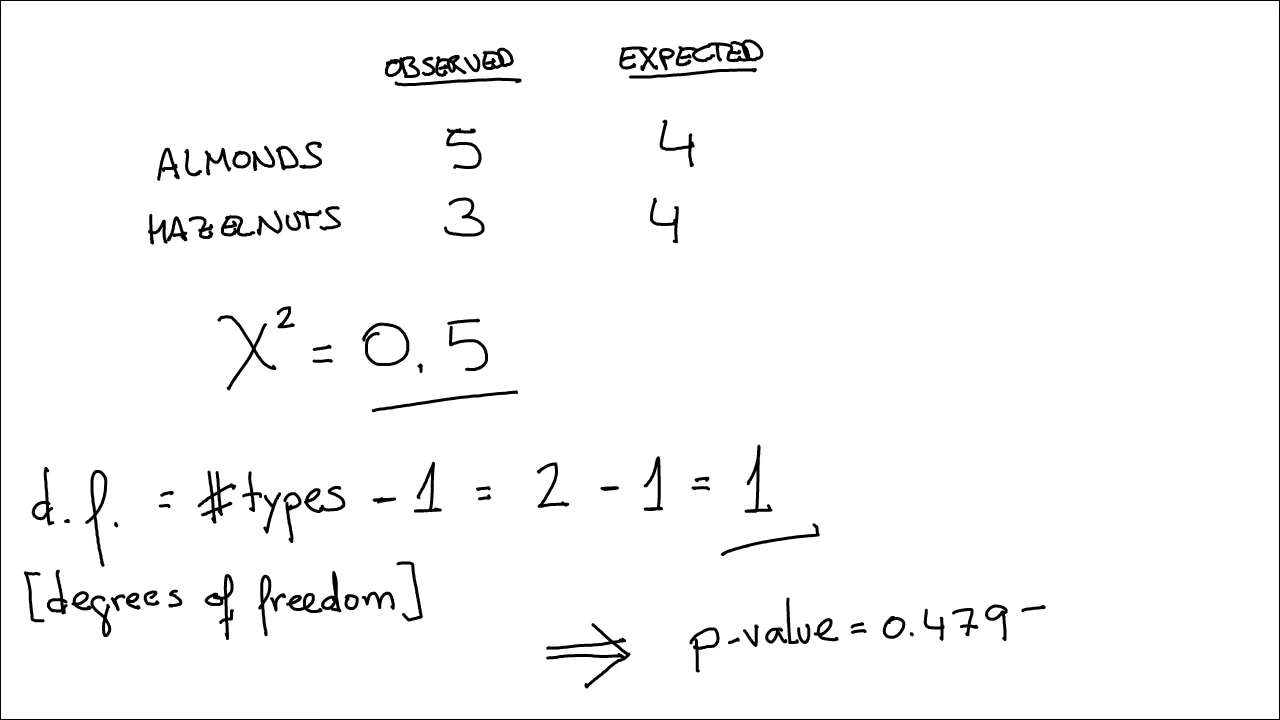 OBSERVED EXPECTED
ALMONDS 5 4
HAZELNUTS 3 4
χ² = 0.5
d.f. = #types - 1 = 2 - 1 = 1
[degrees of freedom]
⇒ p-value = 0.479